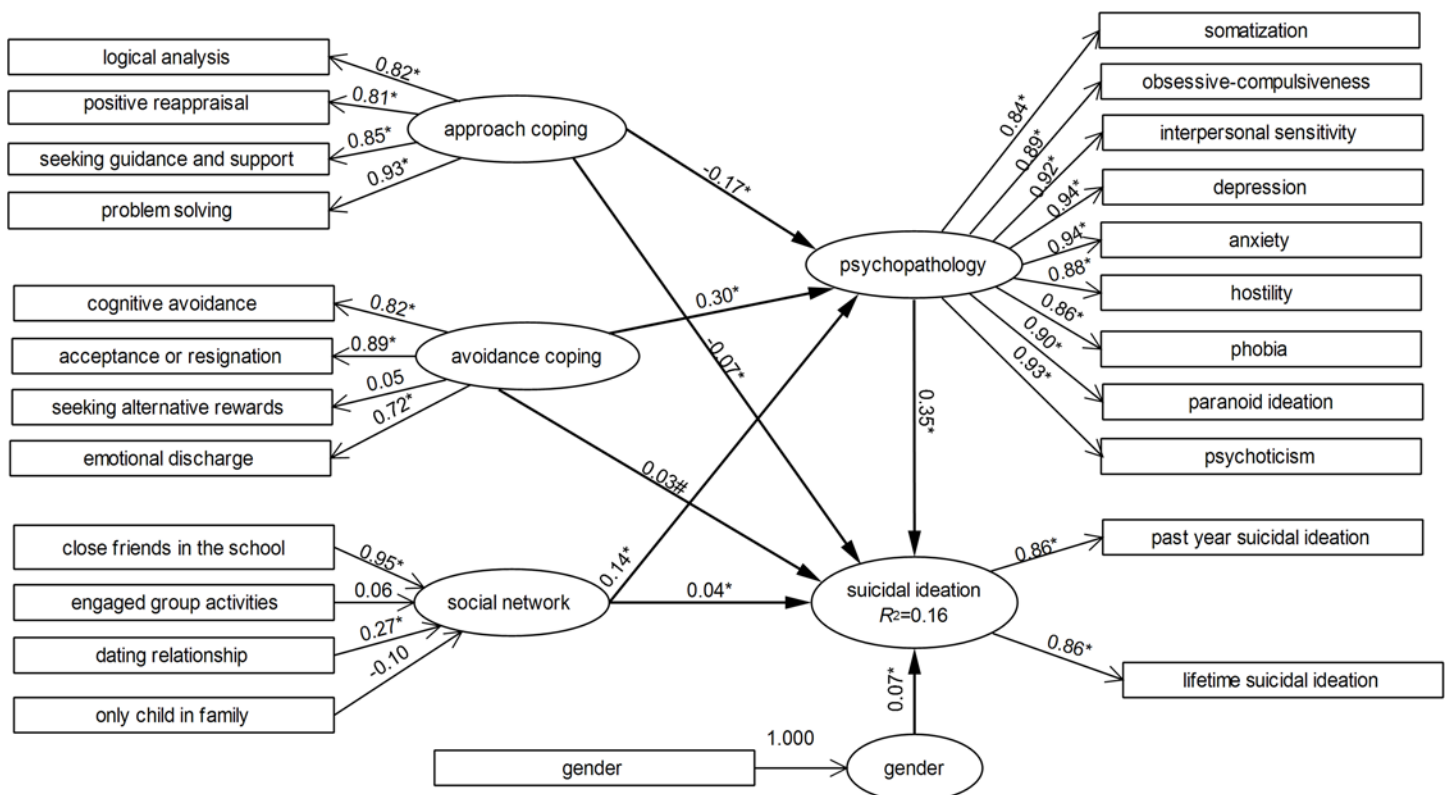 logical analysis
positive reappraisal
seeking guidance and support
problem solving
0.82*
0.81*
0.85*
0.93*
approach coping
cognitive avoidance
acceptance or resignation
seeking alternative rewards
emotional discharge
0.82*
0.89*
0.05
0.72*
avoidance coping
close friends in the school
engaged group activities
dating relationship
only child in family
0.95*
0.06
0.27*
-0.10
social network
gender
1.000
gender
-0.17*
-0.07*
0.30*
0.03#
0.14*
0.04*
0.35*
0.07*
psychopathology
suicidal ideation
R2=0.16
0.84*
0.89*
0.92*
0.94*
0.94*
0.88*
0.86*
0.90*
0.93*
somatization
obsessive-compulsiveness
interpersonal sensitivity
depression
anxiety
hostility
phobia
paranoid ideation
psychoticism
0.86*
0.86*
past year suicidal ideation
lifetime suicidal ideation